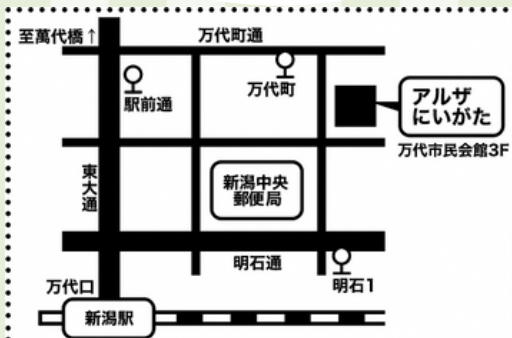 至萬代橋↑
万代町通
駅前通
万代町
アルザ
にいがた
万代市民会館3F
東大通
新潟中央
郵便局
明石通
明石1
万代口
新潟駅